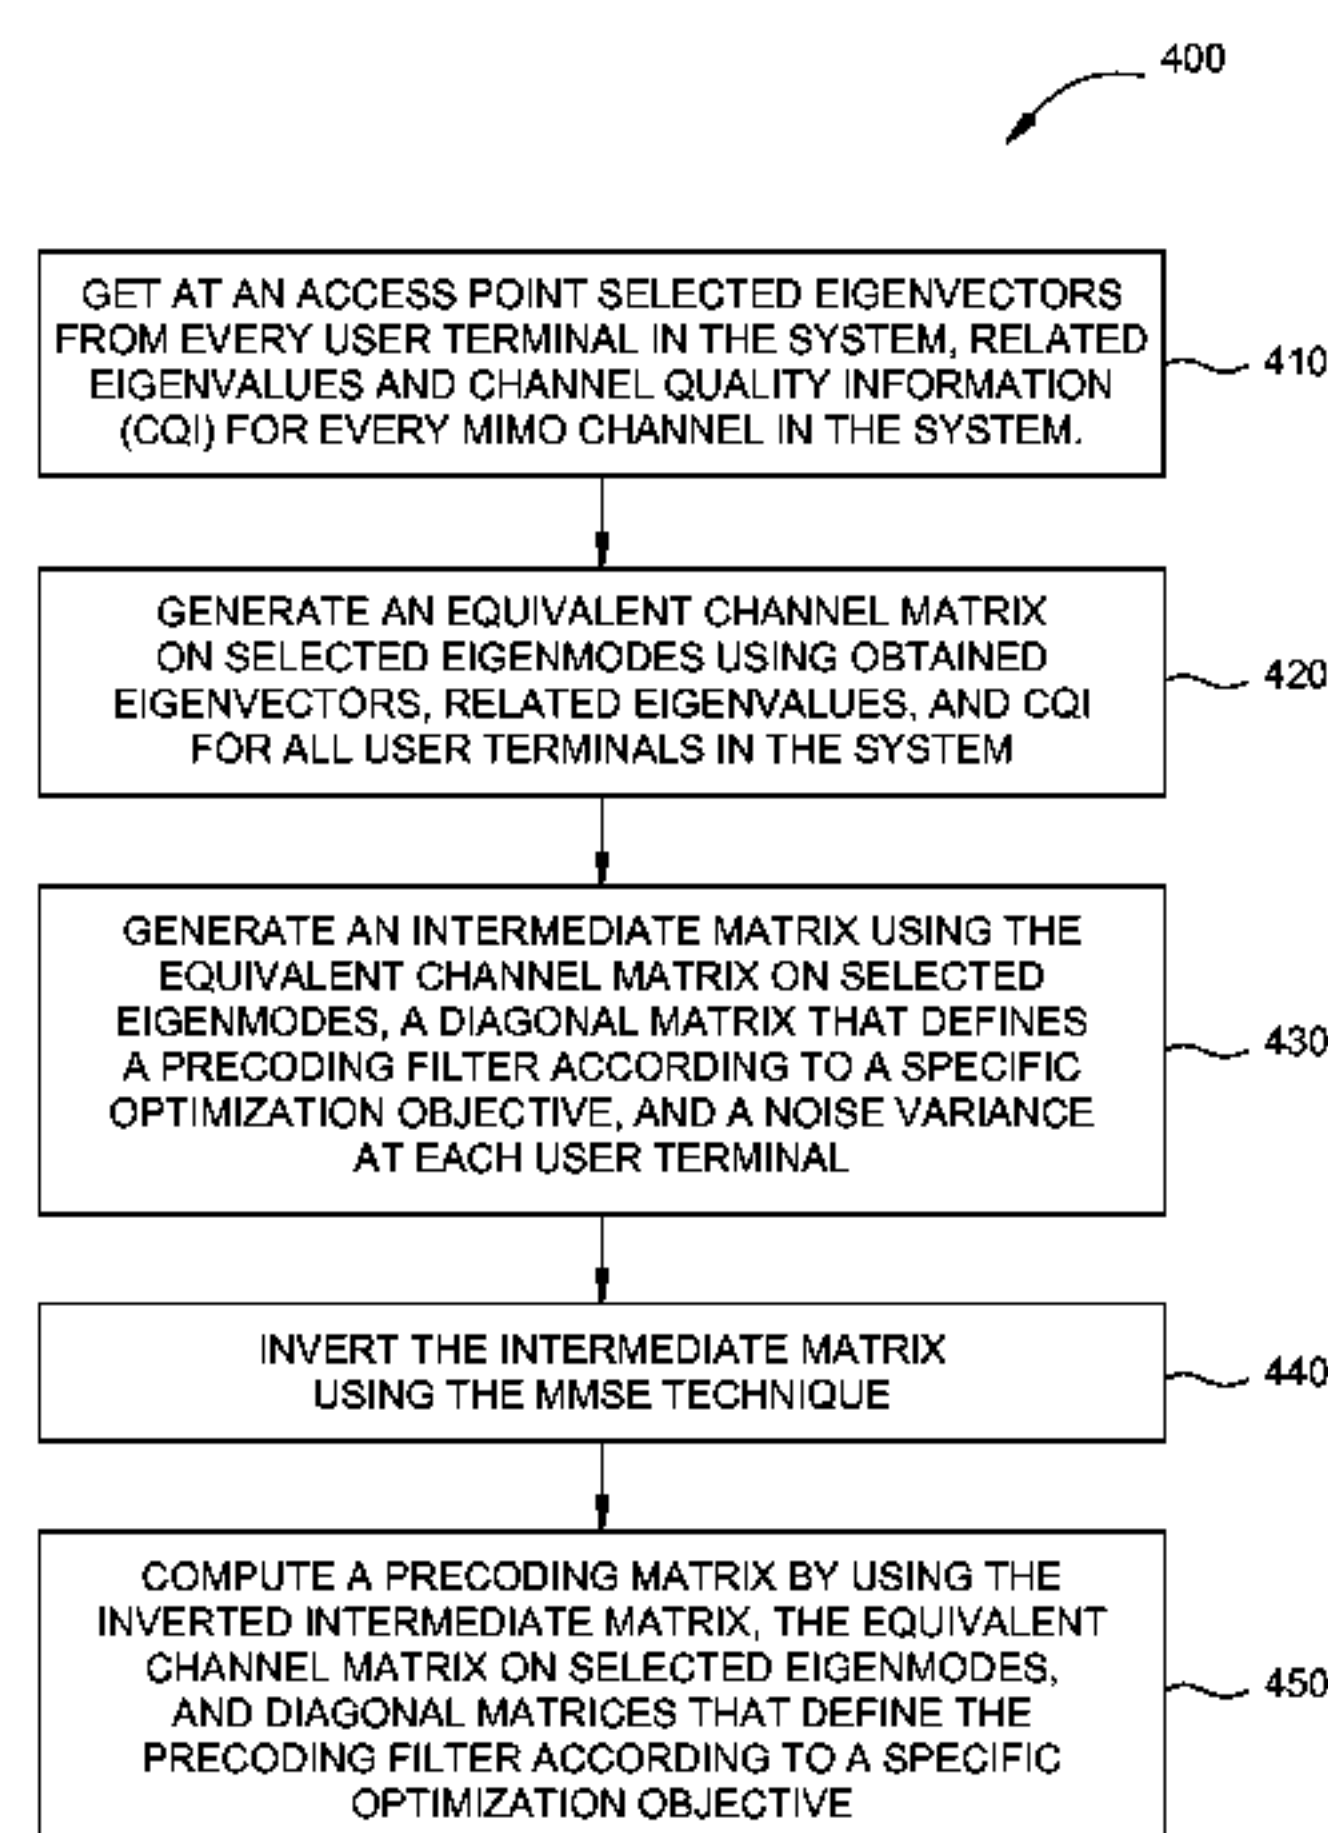 400
GET AT AN ACCESS POINT SELECTED EIGENVECTORS
FROM EVERY USER TERMINAL IN THE SYSTEM, RELATED
EIGENVALUES AND CHANNEL QUALITY INFORMATION
(CQI) FOR EVERY MIMO CHANNEL IN THE SYSTEM.
410
GENERATE AN EQUIVALENT CHANNEL MATRIX
ON SELECTED EIGENMODES USING OBTAINED
EIGENVECTORS, RELATED EIGENVALUES, AND CQI
FOR ALL USER TERMINALS IN THE SYSTEM
420
GENERATE AN INTERMEDIATE MATRIX USING THE
EQUIVALENT CHANNEL MATRIX ON SELECTED
EIGENMODES, A DIAGONAL MATRIX THAT DEFINES
A PRECODING FILTER ACCORDING TO A SPECIFIC
OPTIMIZATION OBJECTIVE, AND A NOISE VARIANCE
AT EACH USER TERMINAL
430
INVERT THE INTERMEDIATE MATRIX
USING THE MMSE TECHNIQUE
440
COMPUTE A PRECODING MATRIX BY USING THE
INVERTED INTERMEDIATE MATRIX, THE EQUIVALENT
CHANNEL MATRIX ON SELECTED EIGENMODES,
AND DIAGONAL MATRICES THAT DEFINE THE
PRECODING FILTER ACCORDING TO A SPECIFIC
OPTIMIZATION OBJECTIVE
450